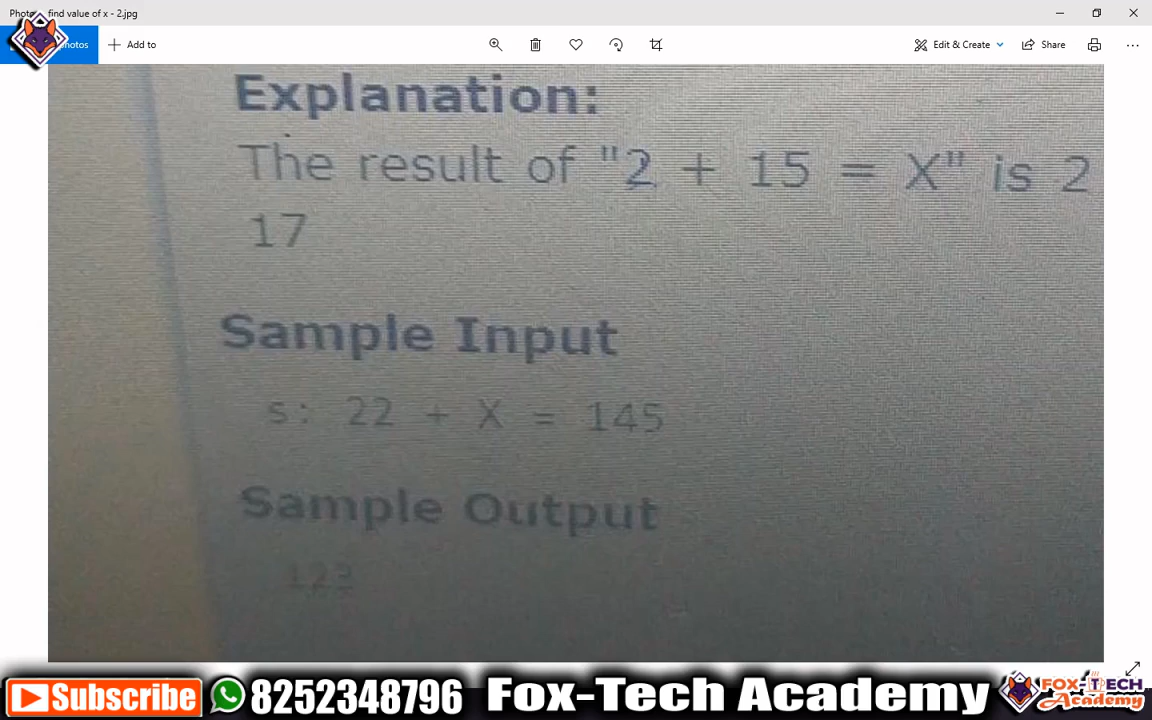 Photos - find value of x - 2.jpg
Add to
Edit & Create
Share
Explanation:
The result of "2 + 15 = X" is 2
17
Sample Input
s: 22 + X = 145
Sample Output
123
Subscribe
8252348796
Fox-Tech Academy
FOX-TECH
Academy